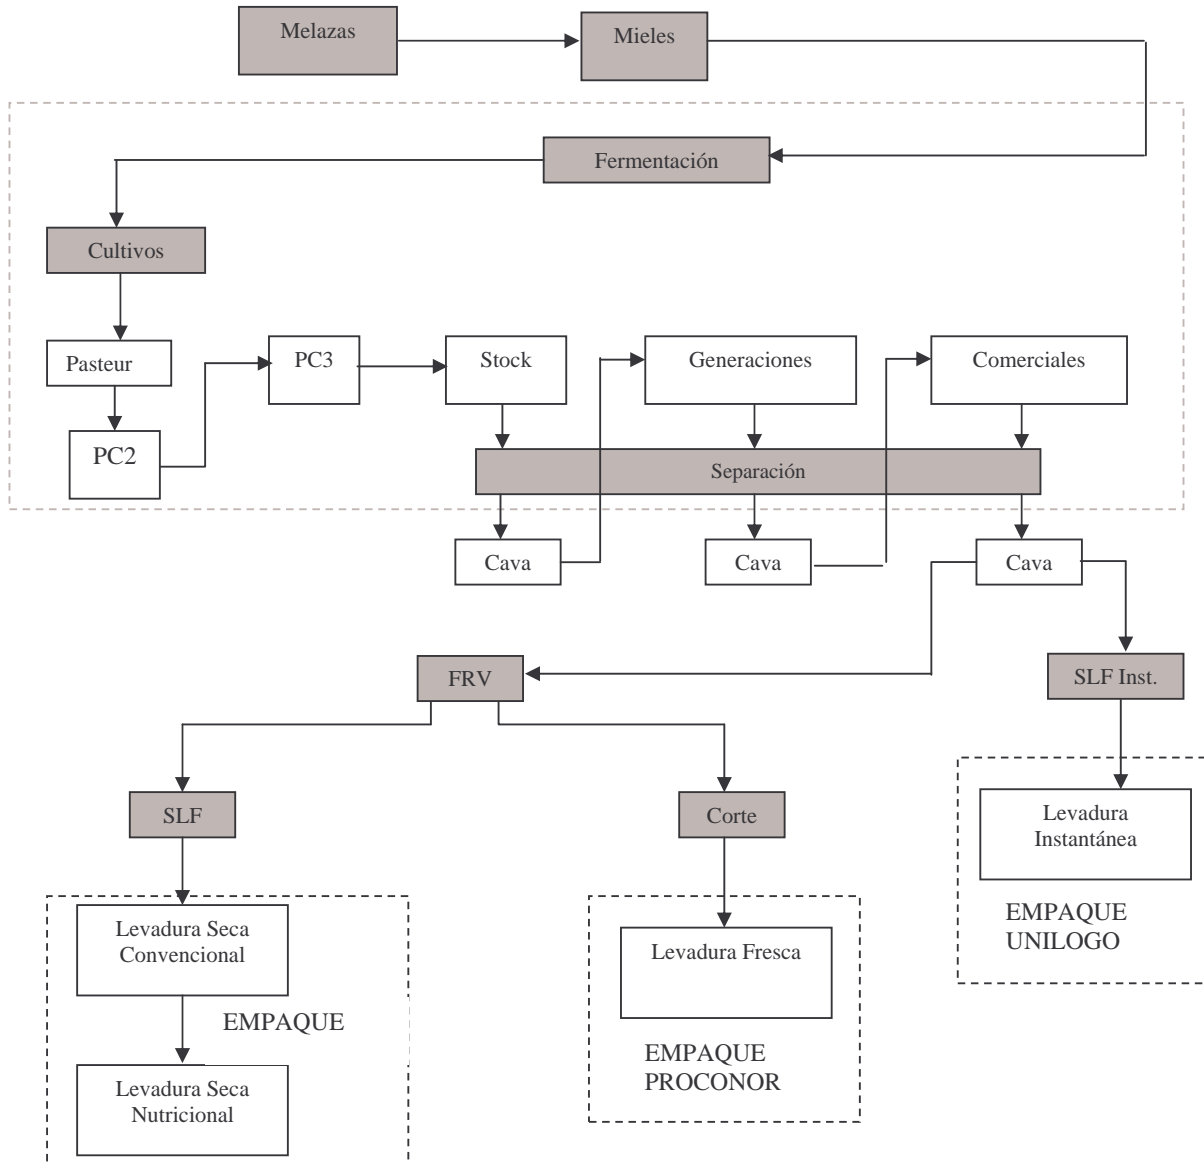 Melazas
Mieles
Fermentación
Cultivos
Pasteur
PC3
Stock
Generaciones
Comerciales
PC2
Separación
Cava
Cava
Cava
FRV
SLF Inst.
SLF
Corte
Levadura
Instantánea
EMPAQUE
UNILOGO
Levadura Seca
Convencional
EMPAQUE
Levadura Seca
Nutricional
Levadura Fresca
EMPAQUE
PROCONOR